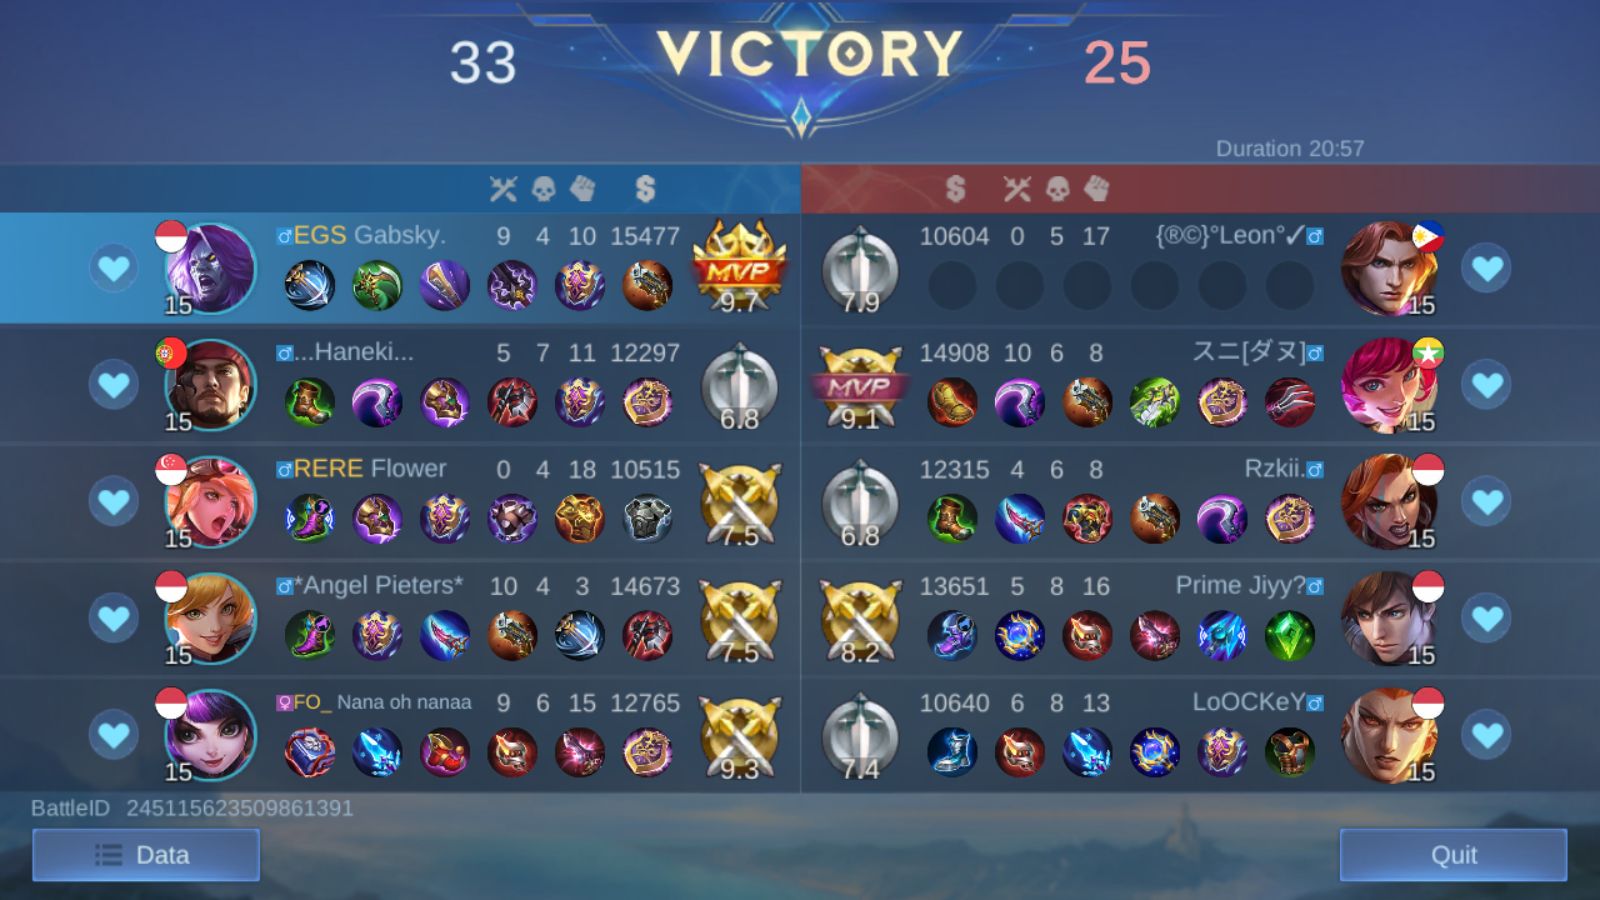 33 VICTORY 25
Duration 20:57
EGS Gabsky. 9 4 10 15477 MVP 9.7 15
7.9 10604 0 5 17 {®©}°Leon°✓ 15
...Haneki... 5 7 11 12297 6.8 15
MVP 9.1 14908 10 6 8 スニ[ダヌ] 15
RERE Flower 0 4 18 10515 7.5 15
6.8 12315 4 6 8 Rzkii. 15
*Angel Pieters* 10 4 3 14673 7.5 15
8.2 13651 5 8 16 Prime Jiyy? 15
FO_ Nana oh nanaa 9 6 15 12765 9.3 15
7.4 10640 6 8 13 LoOCKeY 15
BattleID 245115623509861391
Data
Quit